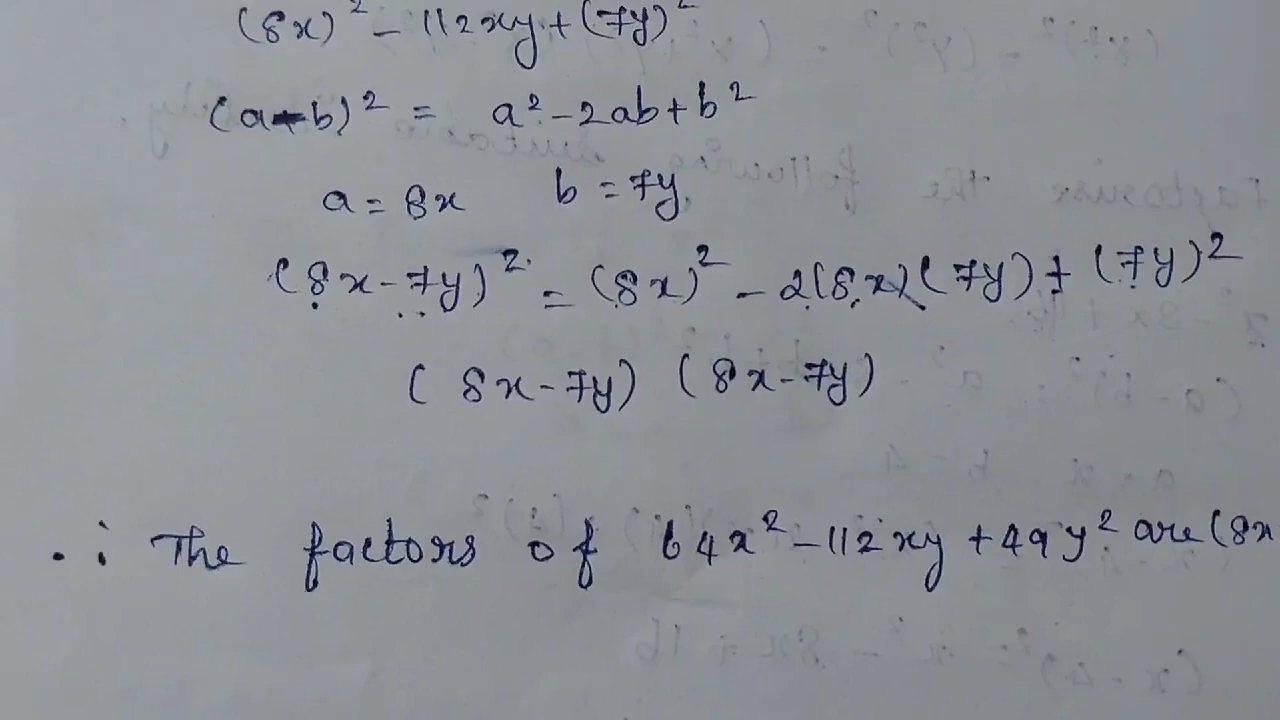 (8x)² - 112xy + (7y)²
(a-b)² = a² - 2ab + b²
a = 8x b = 7y
(8x - 7y)² = (8x)² - 2(8x)(7y) + (7y)²
(8x - 7y) (8x - 7y)
∴ The factors of 64x² - 112xy + 49y² are (8x